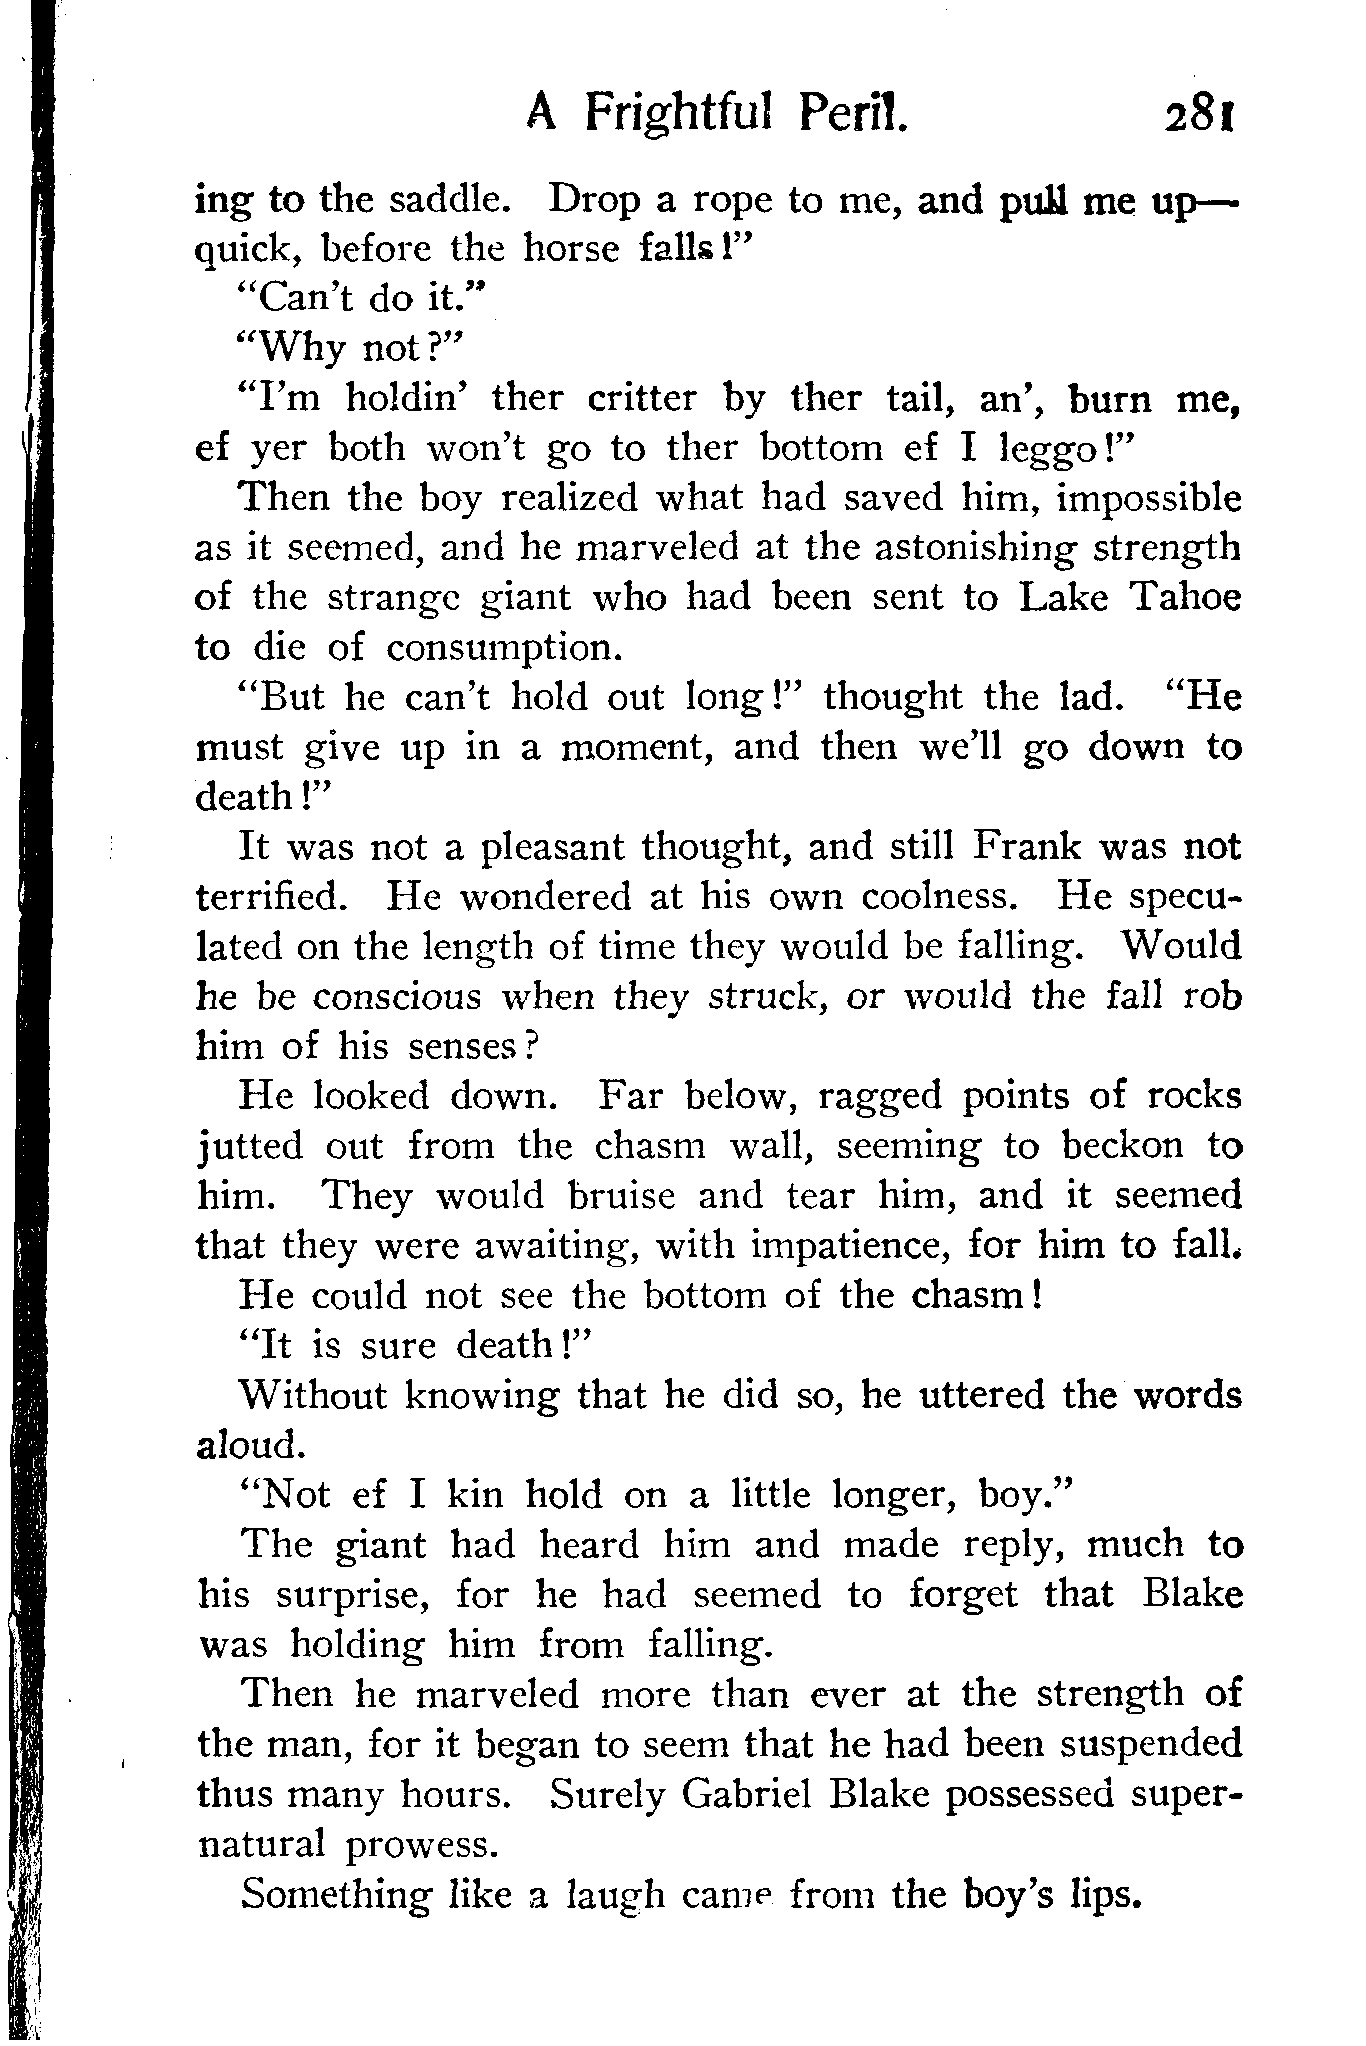 A Frightful Peril. 281
ing to the saddle. Drop a rope to me, and pull me up—
quick, before the horse falls!"
"Can't do it."
"Why not?"
"I'm holdin' ther critter by ther tail, an', burn me,
ef yer both won't go to ther bottom ef I leggo!"
Then the boy realized what had saved him, impossible
as it seemed, and he marveled at the astonishing strength
of the strange giant who had been sent to Lake Tahoe
to die of consumption.
"But he can't hold out long!" thought the lad. "He
must give up in a moment, and then we'll go down to
death!"
It was not a pleasant thought, and still Frank was not
terrified. He wondered at his own coolness. He specu-
lated on the length of time they would be falling. Would
he be conscious when they struck, or would the fall rob
him of his senses?
He looked down. Far below, ragged points of rocks
jutted out from the chasm wall, seeming to beckon to
him. They would bruise and tear him, and it seemed
that they were awaiting, with impatience, for him to fall.
He could not see the bottom of the chasm!
"It is sure death!"
Without knowing that he did so, he uttered the words
aloud.
"Not ef I kin hold on a little longer, boy."
The giant had heard him and made reply, much to
his surprise, for he had seemed to forget that Blake
was holding him from falling.
Then he marveled more than ever at the strength of
the man, for it began to seem that he had been suspended
thus many hours. Surely Gabriel Blake possessed super-
natural prowess.
Something like a laugh came from the boy's lips.